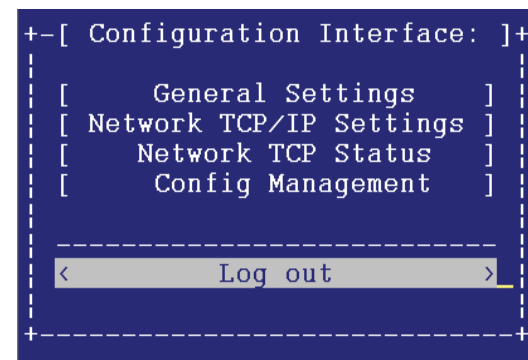 +-[ Configuration Interface: ]+
[ General Settings ]
[ Network TCP/IP Settings ]
[ Network TCP Status ]
[ Config Management ]
< Log out >_